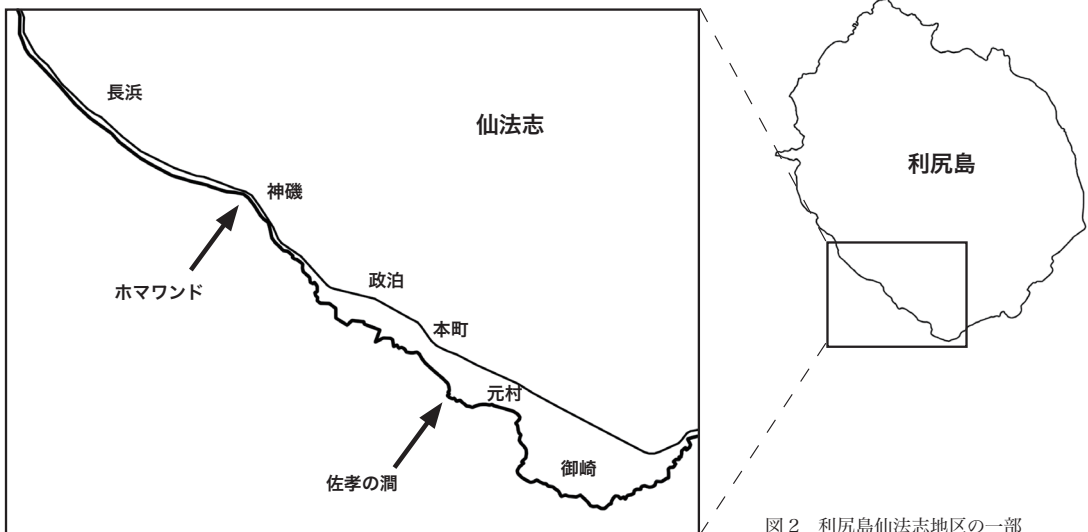 長浜
仙法志
利尻島
神磯
ホマワンド
政泊
本町
元村
御崎
佐孝の澗
図２　利尻島仙法志地区の一部